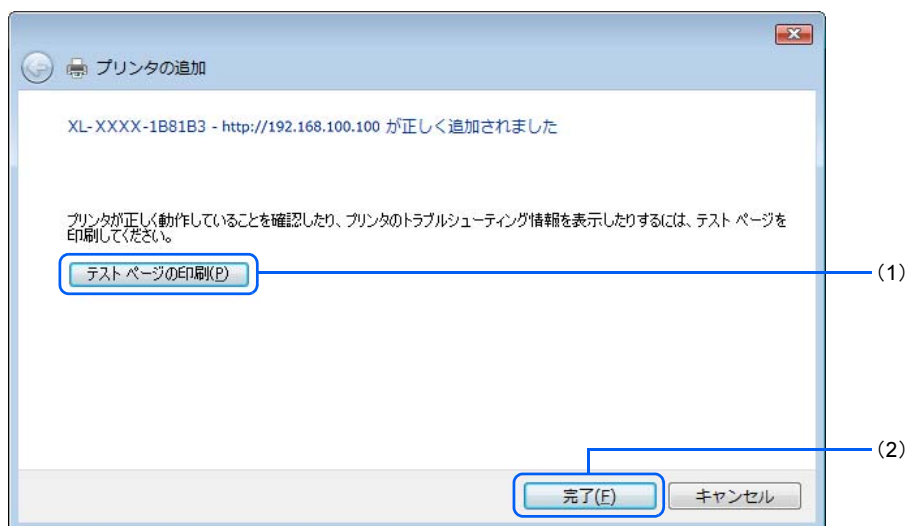 プリンタの追加
XL-XXXX-1B81B3 - http://192.168.100.100 が正しく追加されました
プリンタが正しく動作していることを確認したり、プリンタのトラブルシューティング情報を表示したりするには、テスト ページを
印刷してください。
テスト ページの印刷(P)
(1)
(2)
完了(F)
キャンセル